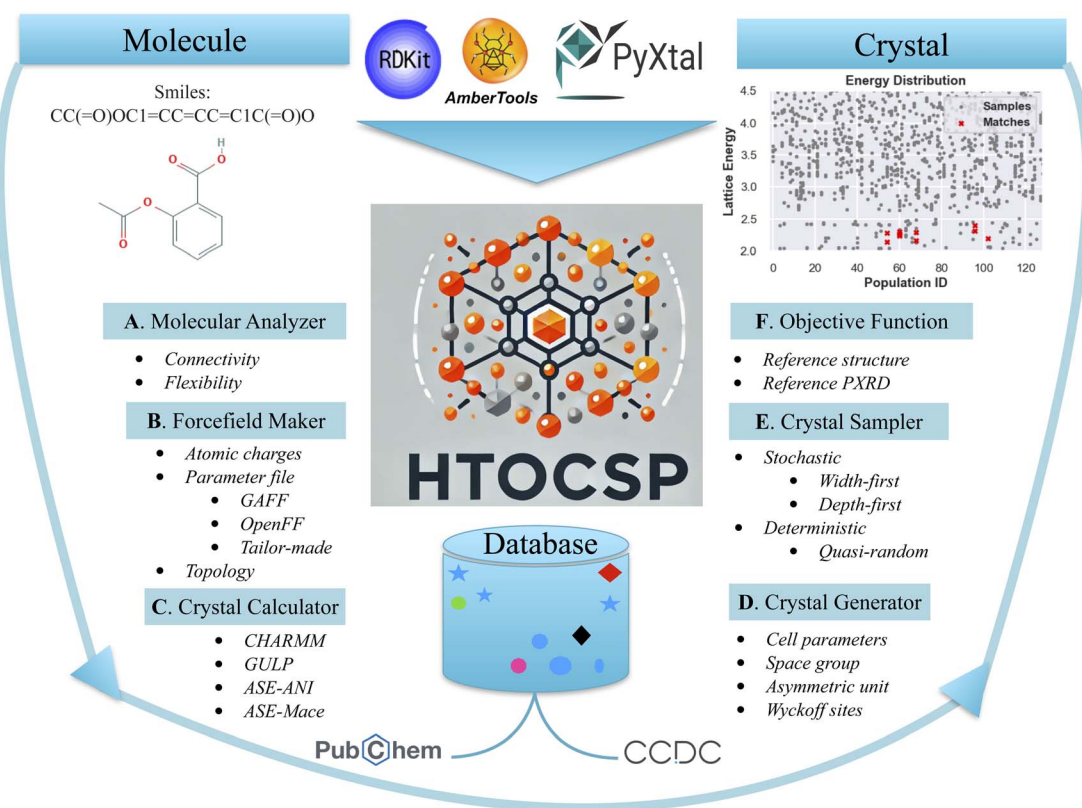 Molecule
Smiles:
CC(=O)OC1=CC=CC=C1C(=O)O
H
O
O
O
O
A. Molecular Analyzer
• Connectivity
• Flexibility
B. Forcefield Maker
• Atomic charges
• Parameter file
• GAFF
• OpenFF
• Tailor-made
• Topology
C. Crystal Calculator
• CHARMM
• GULP
• ASE-ANI
• ASE-Mace
RDKit
AmberTools
PyXtal
HTOCSP
Database
PubChem
CCDC
Crystal
Energy Distribution
Samples
Matches
Lattice Energy
4.5
4.0
3.5
3.0
2.5
2.0
0 20 40 60 80 100 120
Population ID
F. Objective Function
• Reference structure
• Reference PXRD
E. Crystal Sampler
• Stochastic
• Width-first
• Depth-first
• Deterministic
• Quasi-random
D. Crystal Generator
• Cell parameters
• Space group
• Asymmetric unit
• Wyckoff sites